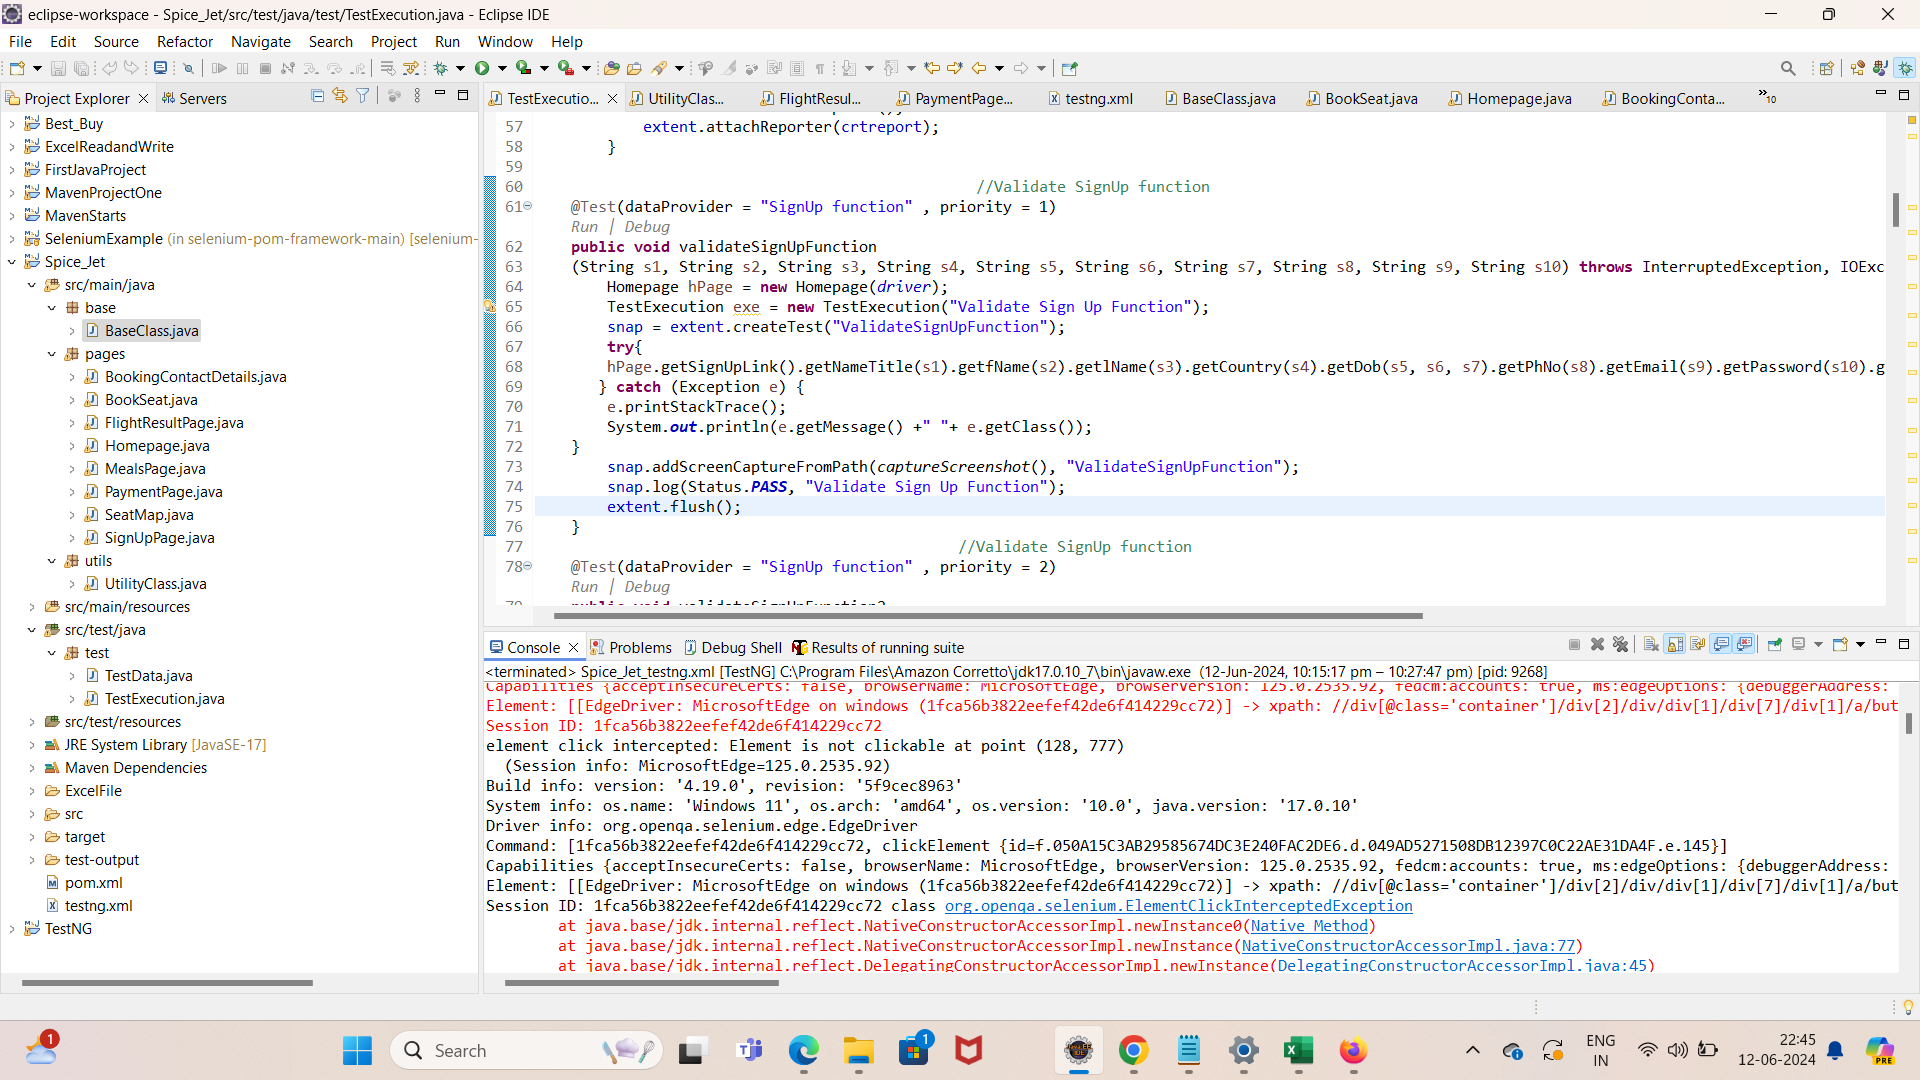 eclipse-workspace - Spice_Jet/src/test/java/test/TestExecution.java - Eclipse IDE
File Edit Source Refactor Navigate Search Project Run Window Help
Project Explorer
Servers
Best_Buy
ExcelReadandWrite
FirstJavaProject
MavenProjectOne
MavenStarts
SeleniumExample (in selenium-pom-framework-main) [selenium-
Spice_Jet
src/main/java
base
BaseClass.java
pages
BookingContactDetails.java
BookSeat.java
FlightResultPage.java
Homepage.java
MealsPage.java
PaymentPage.java
SeatMap.java
SignUpPage.java
utils
UtilityClass.java
src/main/resources
src/test/java
test
TestData.java
TestExecution.java
src/test/resources
JRE System Library [JavaSE-17]
Maven Dependencies
ExcelFile
src
target
test-output
pom.xml
testng.xml
TestNG
TestExecutio... UtilityClas... FlightResul... PaymentPage... testng.xml BaseClass.java BookSeat.java Homepage.java BookingConta... »10
57 extent.attachReporter(crtreport);
58 }
59
60 //Validate SignUp function
61 @Test(dataProvider = "SignUp function" , priority = 1)
Run | Debug
62 public void validateSignUpFunction
63 (String s1, String s2, String s3, String s4, String s5, String s6, String s7, String s8, String s9, String s10) throws InterruptedException, IOExc
64 Homepage hPage = new Homepage(driver);
65 TestExecution exe = new TestExecution("Validate Sign Up Function");
66 snap = extent.createTest("ValidateSignUpFunction");
67 try{
68 hPage.getSignUpLink().getNameTitle(s1).getfName(s2).getlName(s3).getCountry(s4).getDob(s5, s6, s7).getPhNo(s8).getEmail(s9).getPassword(s10).g
69 } catch (Exception e) {
70 e.printStackTrace();
71 System.out.println(e.getMessage() +" "+ e.getClass());
72 }
73 snap.addScreenCaptureFromPath(captureScreenshot(), "ValidateSignUpFunction");
74 snap.log(Status.PASS, "Validate Sign Up Function");
75 extent.flush();
76 }
77 //Validate SignUp function
78 @Test(dataProvider = "SignUp function" , priority = 2)
Run | Debug
Console Problems Debug Shell Results of running suite
<terminated> Spice_Jet_testng.xml [TestNG] C:\Program Files\Amazon Corretto\jdk17.0.10_7\bin\javaw.exe (12-Jun-2024, 10:15:17 pm – 10:27:47 pm) [pid: 9268]
Capabilities {acceptInsecureCerts: false, browserName: MicrosoftEdge, browserVersion: 125.0.2535.92, fedcm:accounts: true, ms:edgeOptions: {debuggerAddress:
Element: [[EdgeDriver: MicrosoftEdge on windows (1fca56b3822eefef42de6f414229cc72)] -> xpath: //div[@class='container']/div[2]/div/div[1]/div[7]/div[1]/a/but
Session ID: 1fca56b3822eefef42de6f414229cc72
element click intercepted: Element is not clickable at point (128, 777)
(Session info: MicrosoftEdge=125.0.2535.92)
Build info: version: '4.19.0', revision: '5f9cec8963'
System info: os.name: 'Windows 11', os.arch: 'amd64', os.version: '10.0', java.version: '17.0.10'
Driver info: org.openqa.selenium.edge.EdgeDriver
Command: [1fca56b3822eefef42de6f414229cc72, clickElement {id=f.050A15C3AB29585674DC3E240FAC2DE6.d.049AD5271508DB12397C0C22AE31DA4F.e.145}]
Capabilities {acceptInsecureCerts: false, browserName: MicrosoftEdge, browserVersion: 125.0.2535.92, fedcm:accounts: true, ms:edgeOptions: {debuggerAddress:
Element: [[EdgeDriver: MicrosoftEdge on windows (1fca56b3822eefef42de6f414229cc72)] -> xpath: //div[@class='container']/div[2]/div/div[1]/div[7]/div[1]/a/but
Session ID: 1fca56b3822eefef42de6f414229cc72 class org.openqa.selenium.ElementClickInterceptedException
at java.base/jdk.internal.reflect.NativeConstructorAccessorImpl.newInstance0(Native Method)
at java.base/jdk.internal.reflect.NativeConstructorAccessorImpl.newInstance(NativeConstructorAccessorImpl.java:77)
at java.base/jdk.internal.reflect.DelegatingConstructorAccessorImpl.newInstance(DelegatingConstructorAccessorImpl.java:45)
1
Search
1
ENG
IN
22:45
12-06-2024
PRE